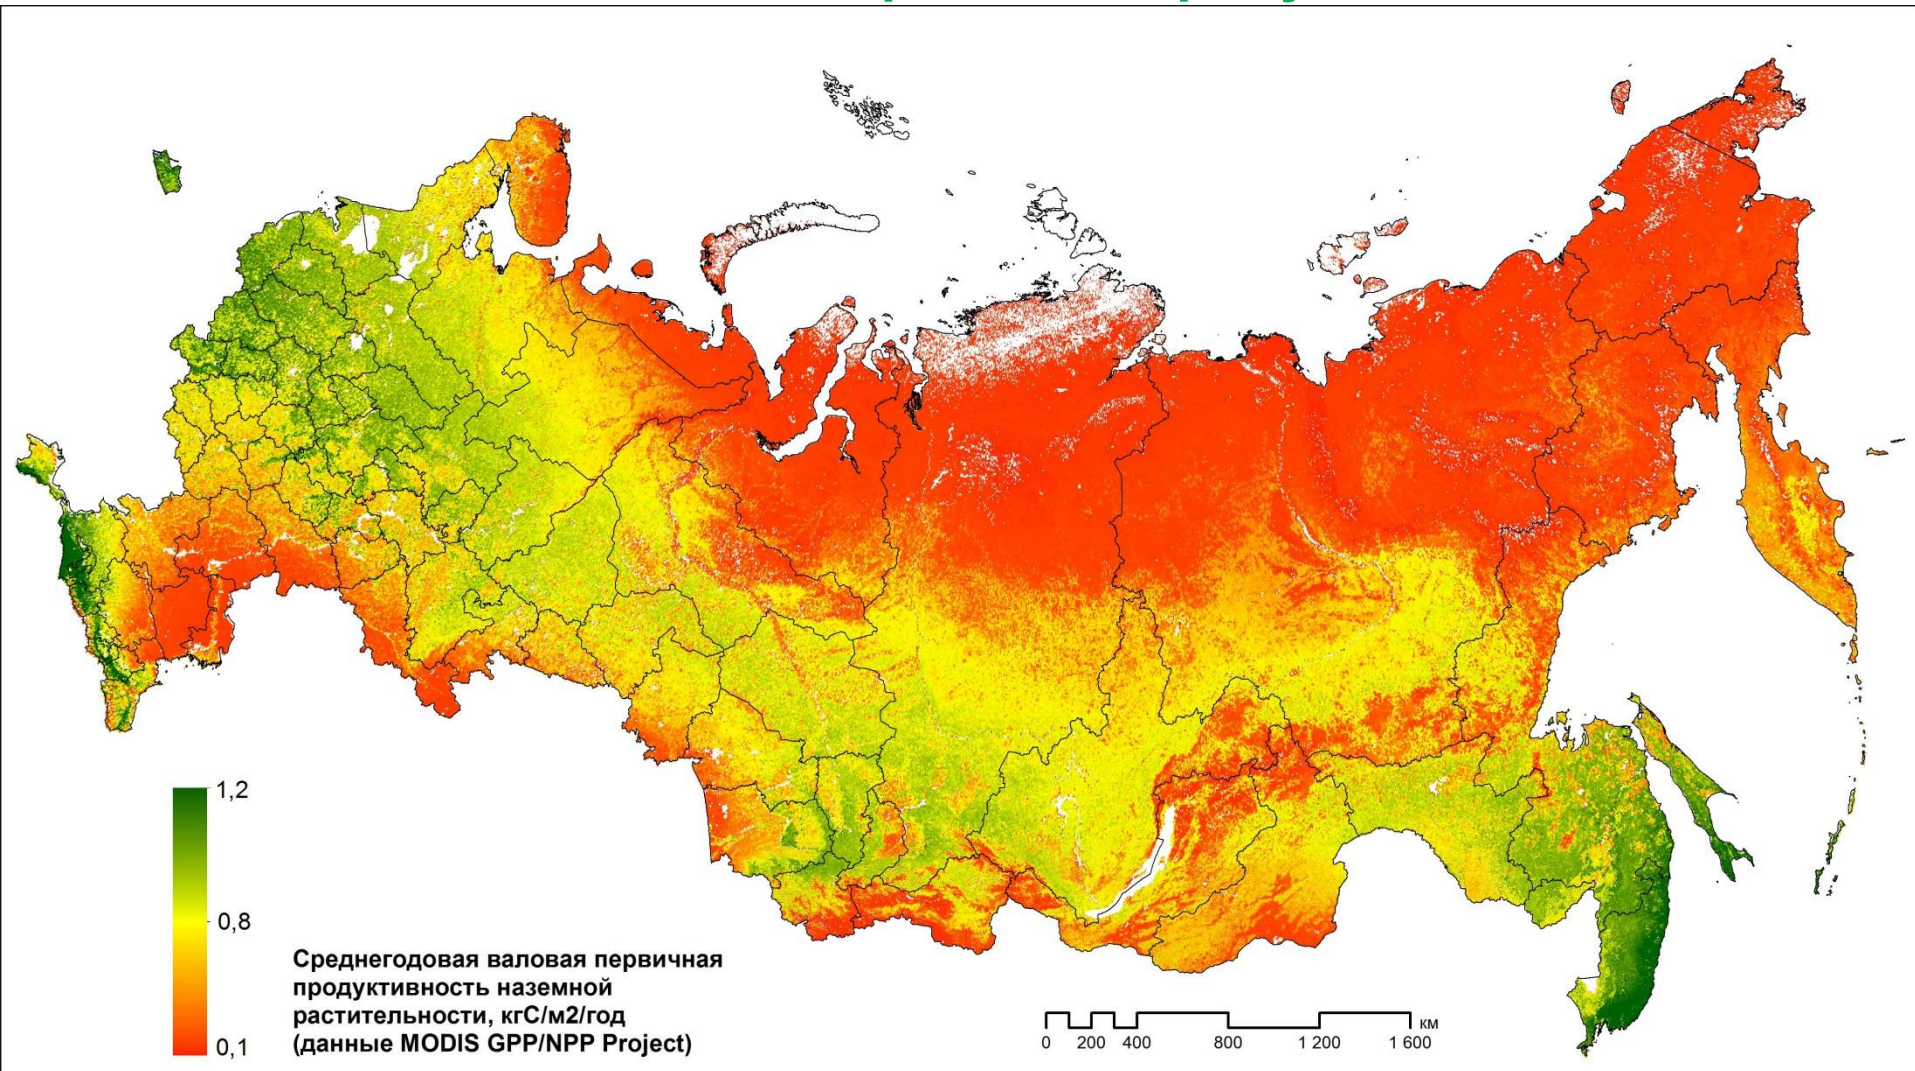 1,2
0,8
0,1
Среднегодовая валовая первичная
продуктивность наземной
растительности, кгС/м2/год
(данные MODIS GPP/NPP Project)
км
0 200 400 800 1 200 1 600